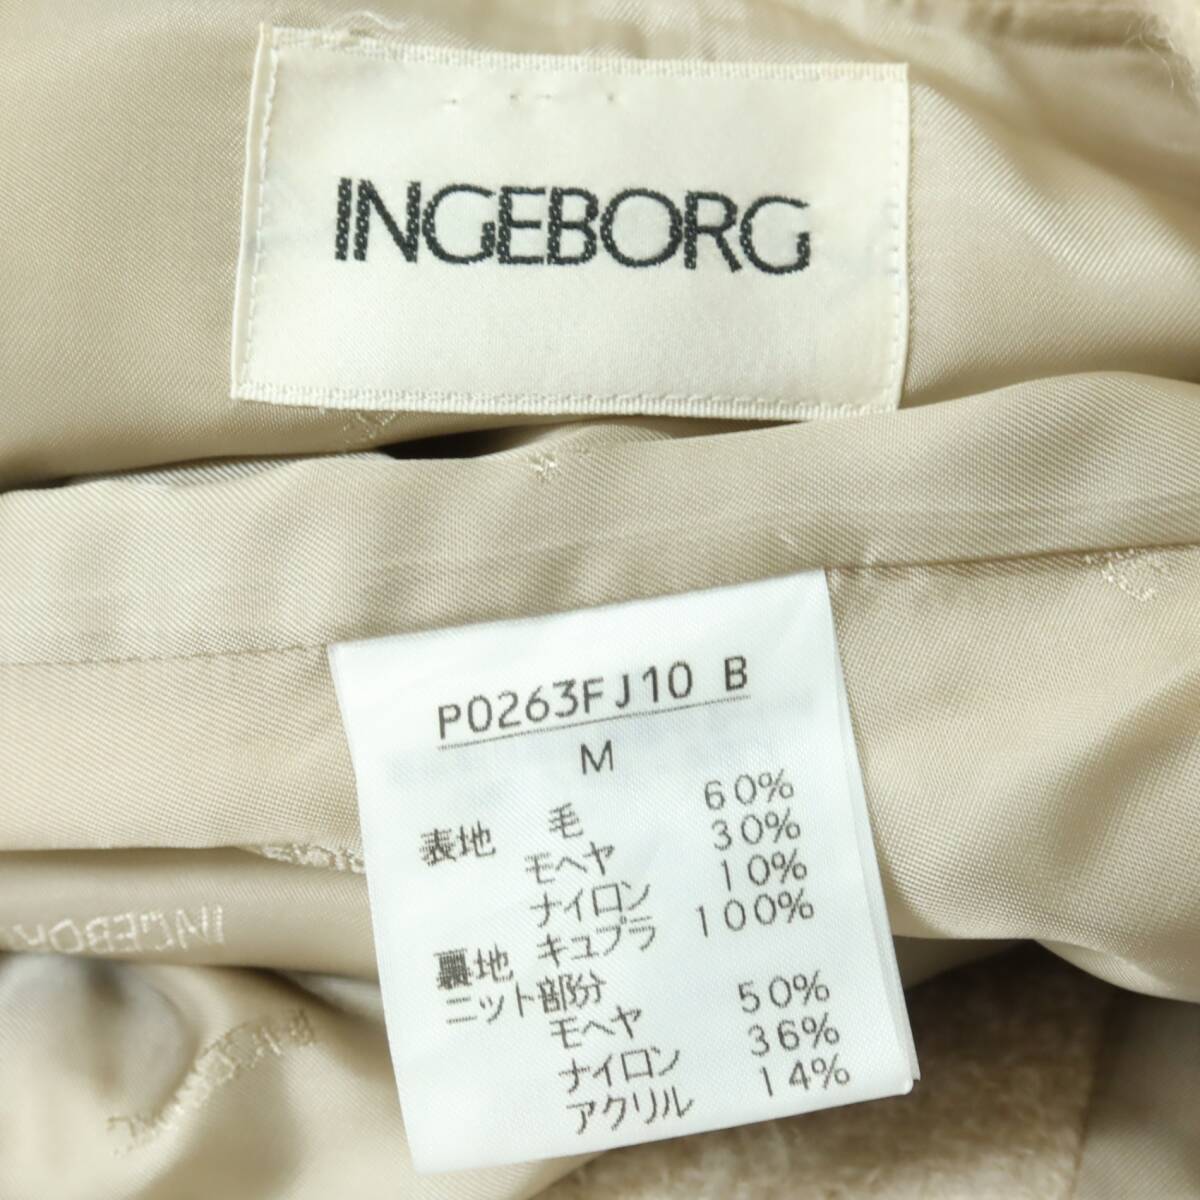 INGEBORG
P0263FJ10 B
M
表地 毛 60%
モヘヤ 30%
ナイロン 10%
裏地 キュプラ 100%
ニット部分
モヘヤ 50%
ナイロン 36%
アクリル 14%
INGEBOR